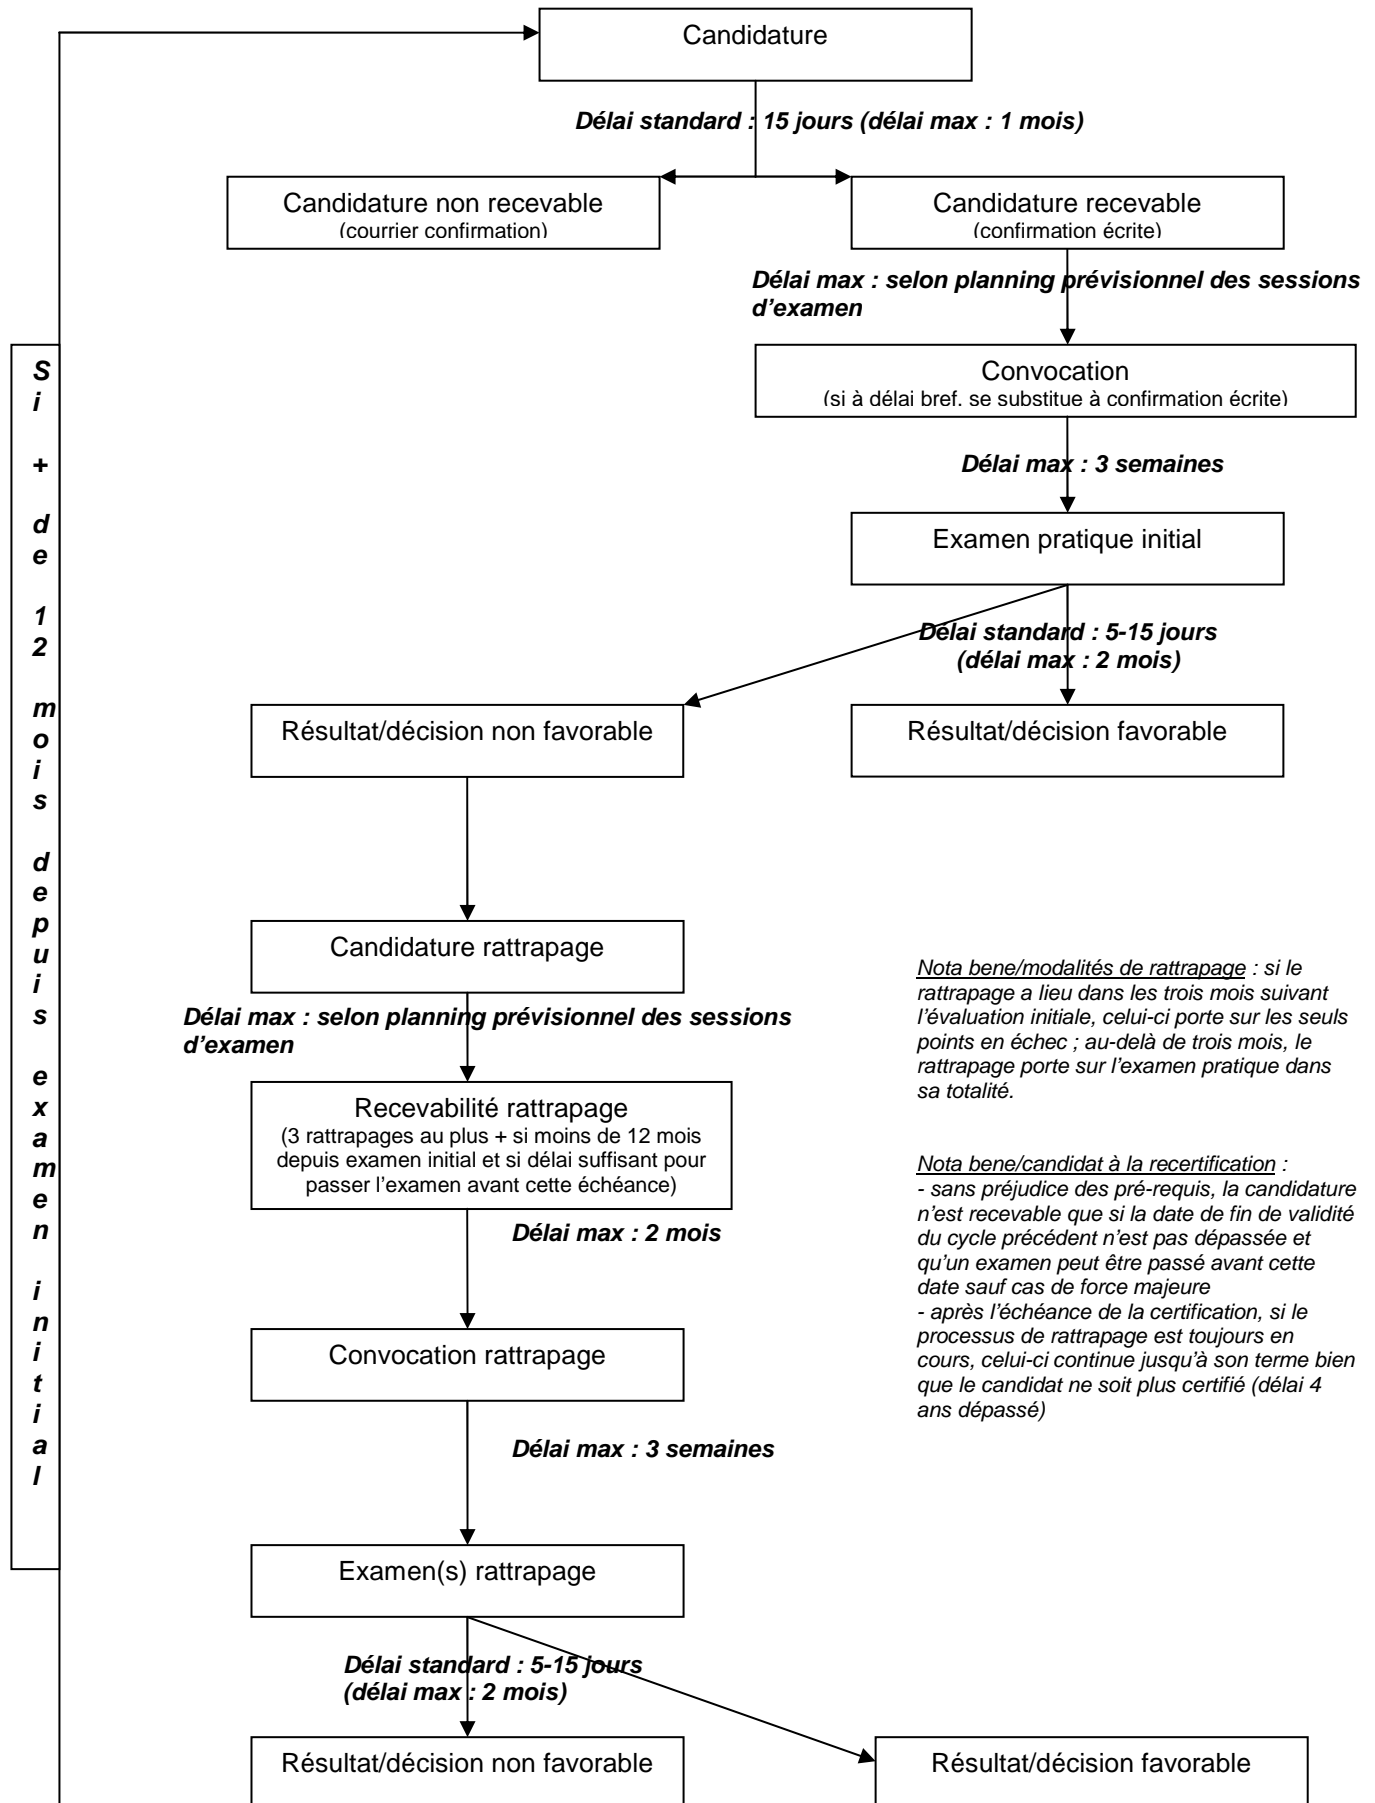 Candidature
Délai standard : 15 jours (délai max : 1 mois)
Candidature non recevable
(courrier confirmation)
Candidature recevable
(confirmation écrite)
Délai max : selon planning prévisionnel des sessions
d’examen
Convocation
(si à délai bref. se substitue à confirmation écrite)
Délai max : 3 semaines
Examen pratique initial
Délai standard : 5-15 jours
(délai max : 2 mois)
Résultat/décision non favorable
Résultat/décision favorable
Candidature rattrapage
Délai max : selon planning prévisionnel des sessions
d’examen
Recevabilité rattrapage
(3 rattrapages au plus + si moins de 12 mois
depuis examen initial et si délai suffisant pour
passer l’examen avant cette échéance)
Délai max : 2 mois
Convocation rattrapage
Délai max : 3 semaines
Examen(s) rattrapage
Délai standard : 5-15 jours
(délai max : 2 mois)
Résultat/décision non favorable
Résultat/décision favorable
Si + de 12 mois depuis examen initial
Nota bene/modalités de rattrapage : si le
rattrapage a lieu dans les trois mois suivant
l’évaluation initiale, celui-ci porte sur les seuls
points en échec ; au-delà de trois mois, le
rattrapage porte sur l’examen pratique dans
sa totalité.
Nota bene/candidat à la recertification :
- sans préjudice des pré-requis, la candidature
n’est recevable que si la date de fin de validité
du cycle précédent n’est pas dépassée et
qu’un examen peut être passé avant cette
date sauf cas de force majeure
- après l’échéance de la certification, si le
processus de rattrapage est toujours en
cours, celui-ci continue jusqu’à son terme bien
que le candidat ne soit plus certifié (délai 4
ans dépassé)